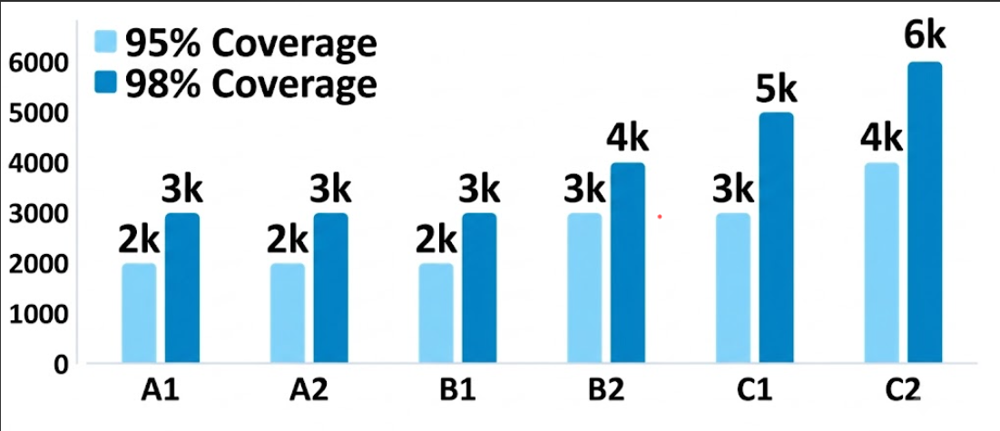 95% Coverage
98% Coverage
6000
5000
4000
3000
2000
1000
0
2k 3k
2k 3k
2k 3k
3k 4k
3k 5k
4k 6k
A1 A2 B1 B2 C1 C2